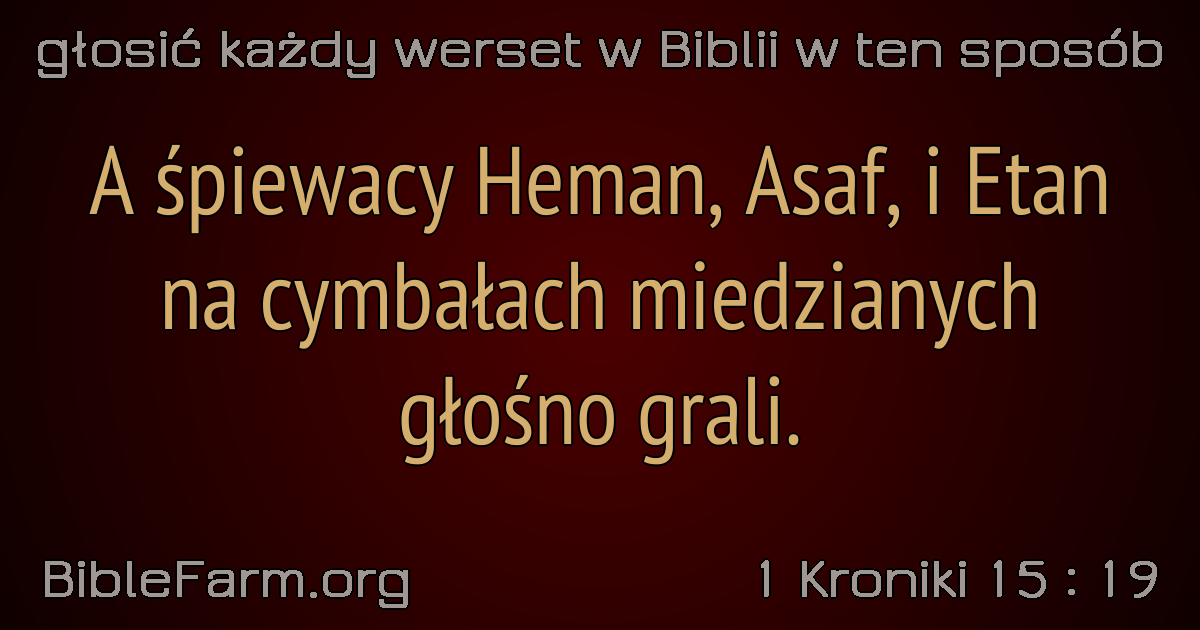 głosić każdy werset w Biblii w ten sposób
A śpiewacy Heman, Asaf, i Etan
na cymbałach miedzianych
głośno grali.
BibleFarm.org
1 Kroniki 15 : 19